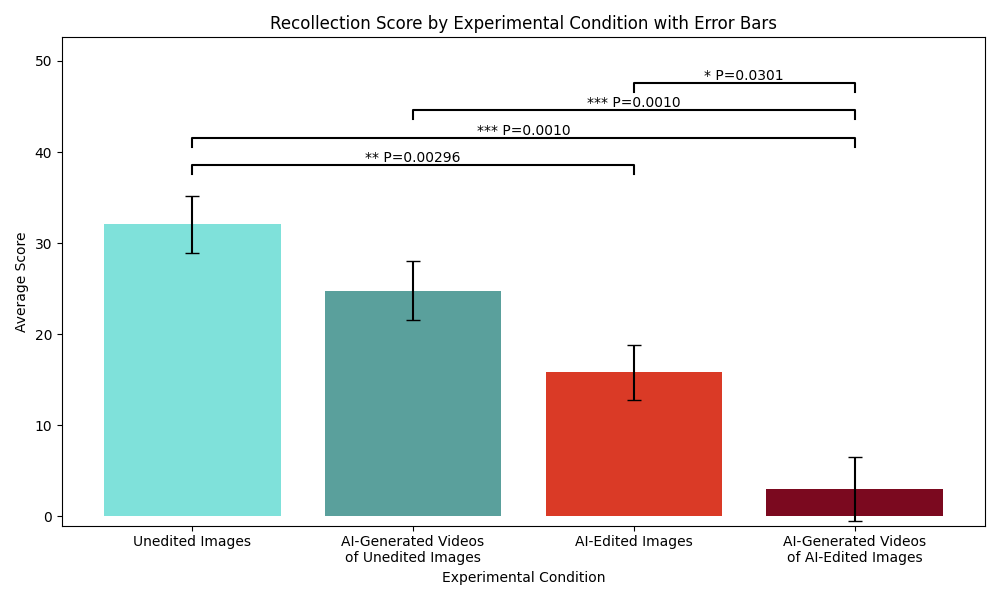 Recollection Score by Experimental Condition with Error Bars
50
40
30
20
10
0
Average Score
* P=0.0301
*** P=0.0010
*** P=0.0010
** P=0.00296
Unedited Images
AI-Generated Videos
of Unedited Images
AI-Edited Images
AI-Generated Videos
of AI-Edited Images
Experimental Condition